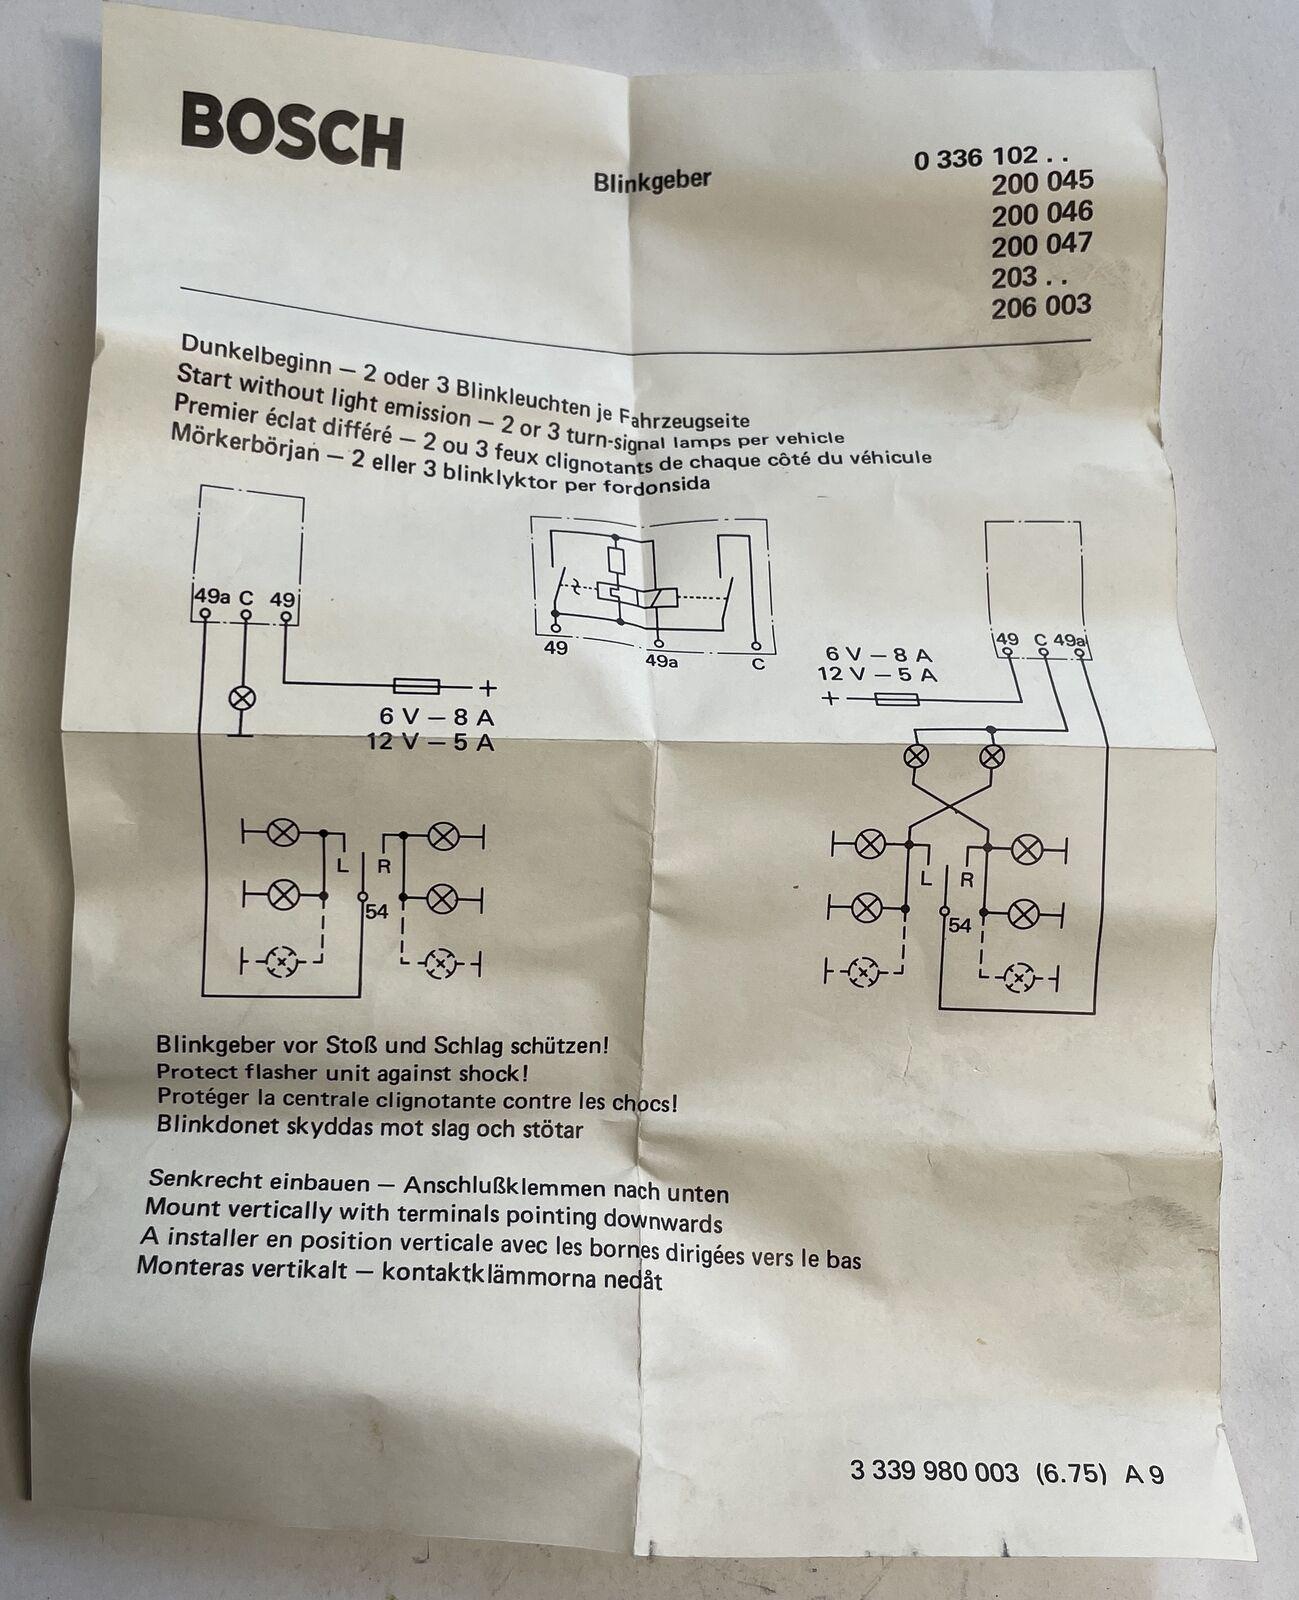 BOSCH
Blinkgeber
0 336 102 . .
200 045
200 046
200 047
203 . .
206 003
Dunkelbeginn — 2 oder 3 Blinkleuchten je Fahrzeugseite
Start without light emission — 2 or 3 turn-signal lamps per vehicle
Premier éclat différé — 2 ou 3 feux clignotants de chaque côté du véhicule
Mörkerbörjan — 2 eller 3 blinklyktor per fordonsida
49a C 49
+
6 V — 8 A
12 V — 5 A
L R
54
49
49a
C
49 C 49a
6 V — 8 A
12 V — 5 A
+
L R
54
Blinkgeber vor Stoß und Schlag schützen!
Protect flasher unit against shock!
Protéger la centrale clignotante contre les chocs!
Blinkdonet skyddas mot slag och stötar
Senkrecht einbauen — Anschlußklemmen nach unten
Mount vertically with terminals pointing downwards
A installer en position verticale avec les bornes dirigées vers le bas
Monteras vertikalt — kontaktklämmorna nedåt
3 339 980 003 (6.75) A 9